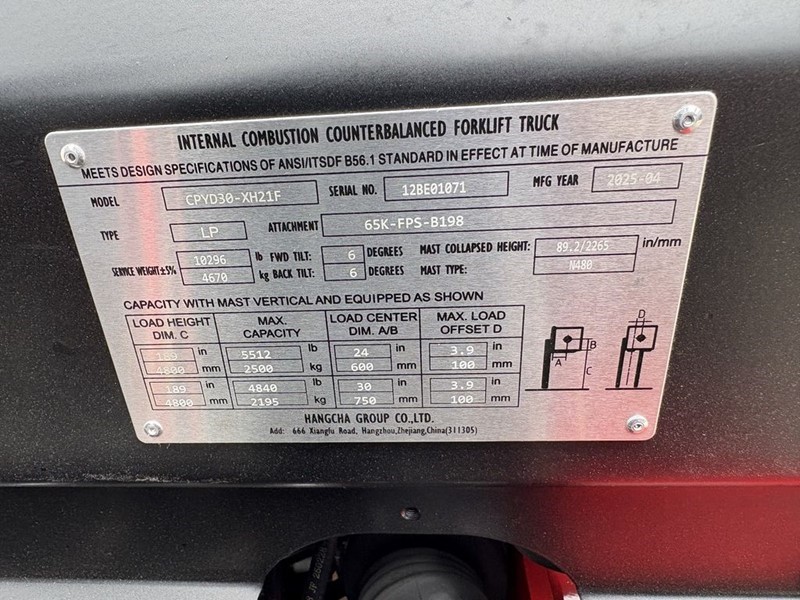 INTERNAL COMBUSTION COUNTERBALANCED FORKLIFT TRUCK
MEETS DESIGN SPECIFICATIONS OF ANSI/ITSDF B56.1 STANDARD IN EFFECT AT TIME OF MANUFACTURE
MODEL CPYD30-XH21F SERIAL NO. 12BE01071 MFG YEAR 2025-04
TYPE LP ATTACHMENT 65K-FPS-B198
SERVICE WEIGHT±5% 10296 lb FWD TILT: 6 DEGREES MAST COLLAPSED HEIGHT: 89.2/2265 in/mm
4670 kg BACK TILT: 6 DEGREES MAST TYPE: N480
CAPACITY WITH MAST VERTICAL AND EQUIPPED AS SHOWN
LOAD HEIGHT DIM. C MAX. CAPACITY LOAD CENTER DIM. A/B MAX. LOAD OFFSET D
189 in 5512 lb 24 in 3.9 in
4800 mm 2500 kg 600 mm 100 mm
189 in 4840 lb 30 in 3.9 in
4800 mm 2195 kg 750 mm 100 mm
A B C D
HANGCHA GROUP CO.,LTD.
Add: 666 Xianglu Road, Hangzhou,Zhejiang,China(311305)